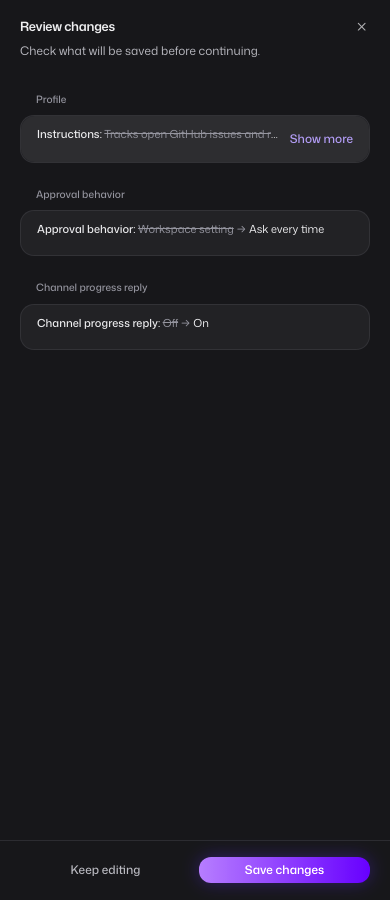 Review changes
Check what will be saved before continuing.
Profile
Instructions: Tracks open GitHub issues and r... Show more
Approval behavior
Approval behavior: Workspace setting → Ask every time
Channel progress reply
Channel progress reply: Off → On
Keep editing Save changes